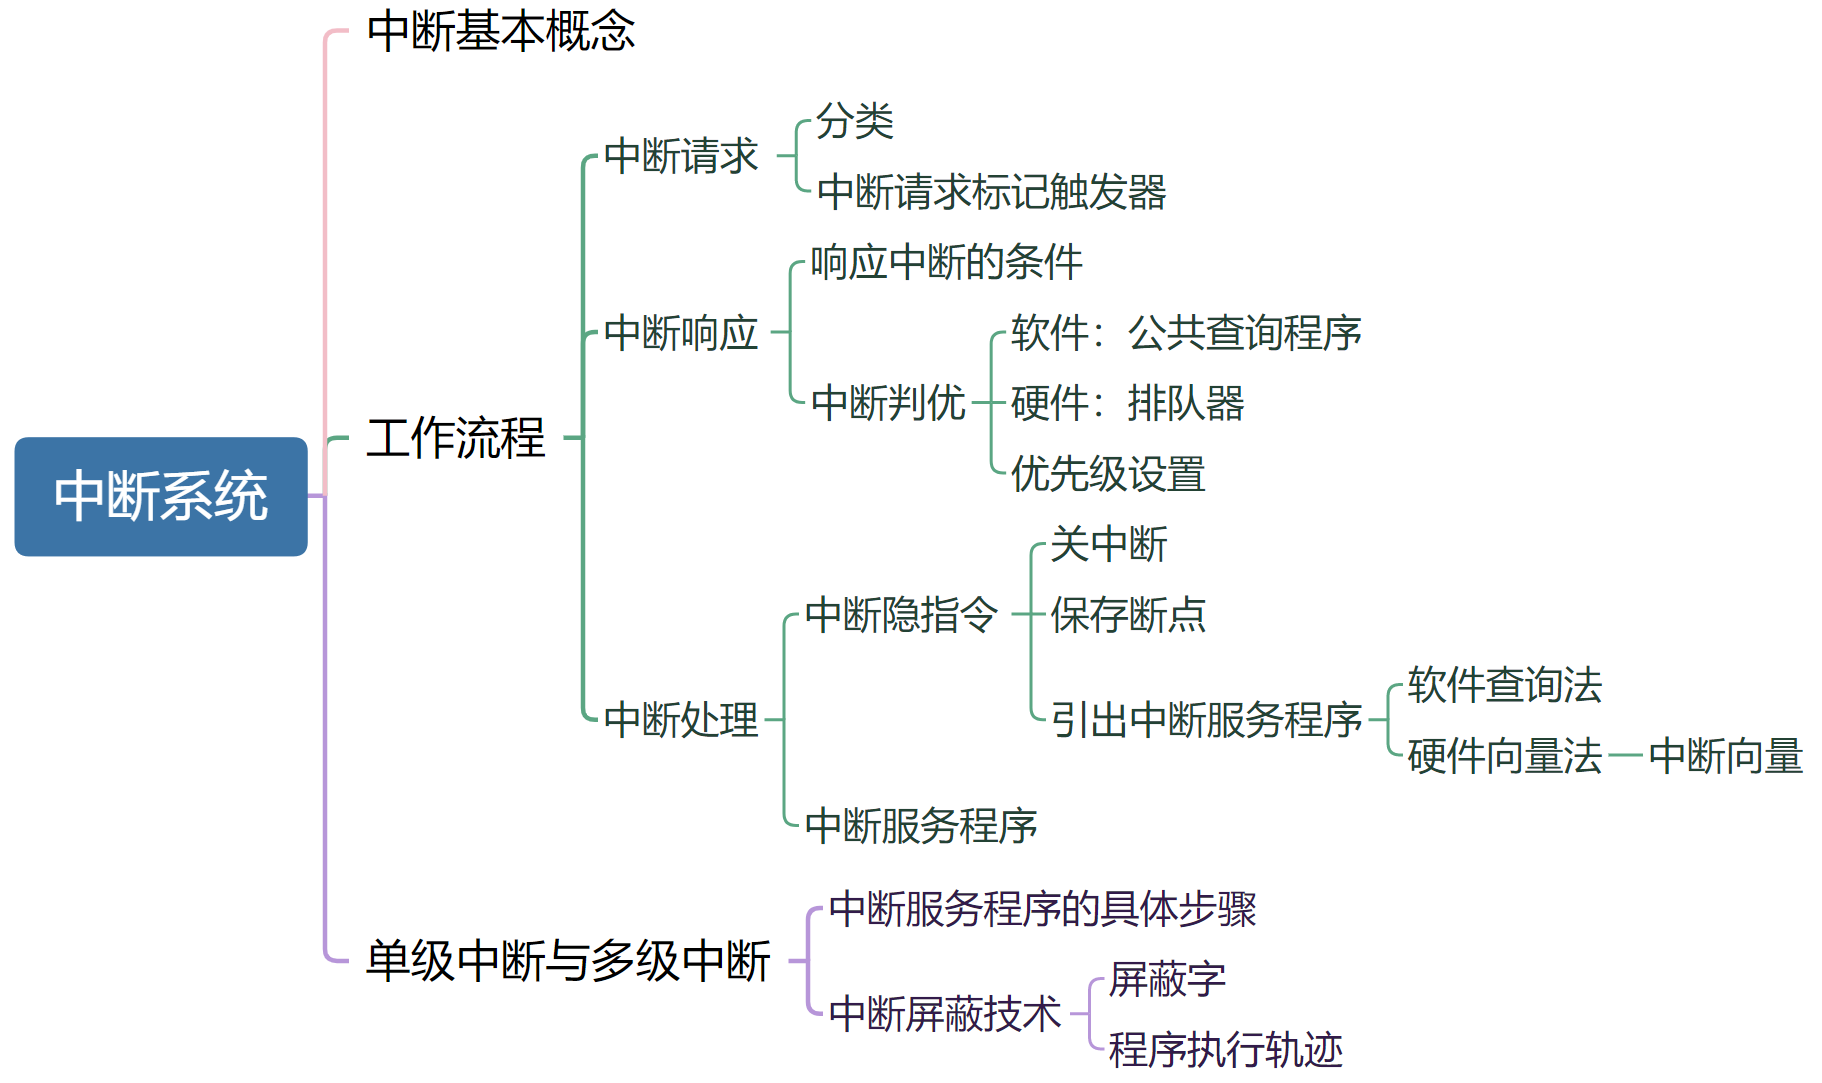 中断系统
中断基本概念
工作流程
中断请求
分类
中断请求标记触发器
中断响应
响应中断的条件
中断判优
软件：公共查询程序
硬件：排队器
优先级设置
中断处理
中断隐指令
关中断
保存断点
引出中断服务程序
软件查询法
硬件向量法
中断向量
中断服务程序
单级中断与多级中断
中断服务程序的具体步骤
中断屏蔽技术
屏蔽字
程序执行轨迹